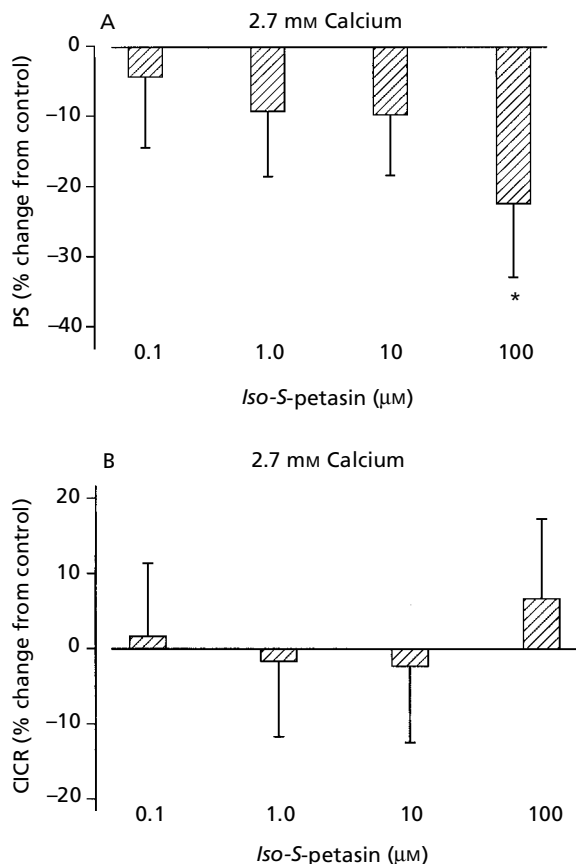 A
2.7 mM Calcium
PS (% change from control)
0
–10
–20
–30
–40
*
0.1 1.0 10 100
Iso-S-petasin (μM)
B
2.7 mM Calcium
CICR (% change from control)
20
10
0
–10
–20
0.1 1.0 10 100
Iso-S-petasin (μM)